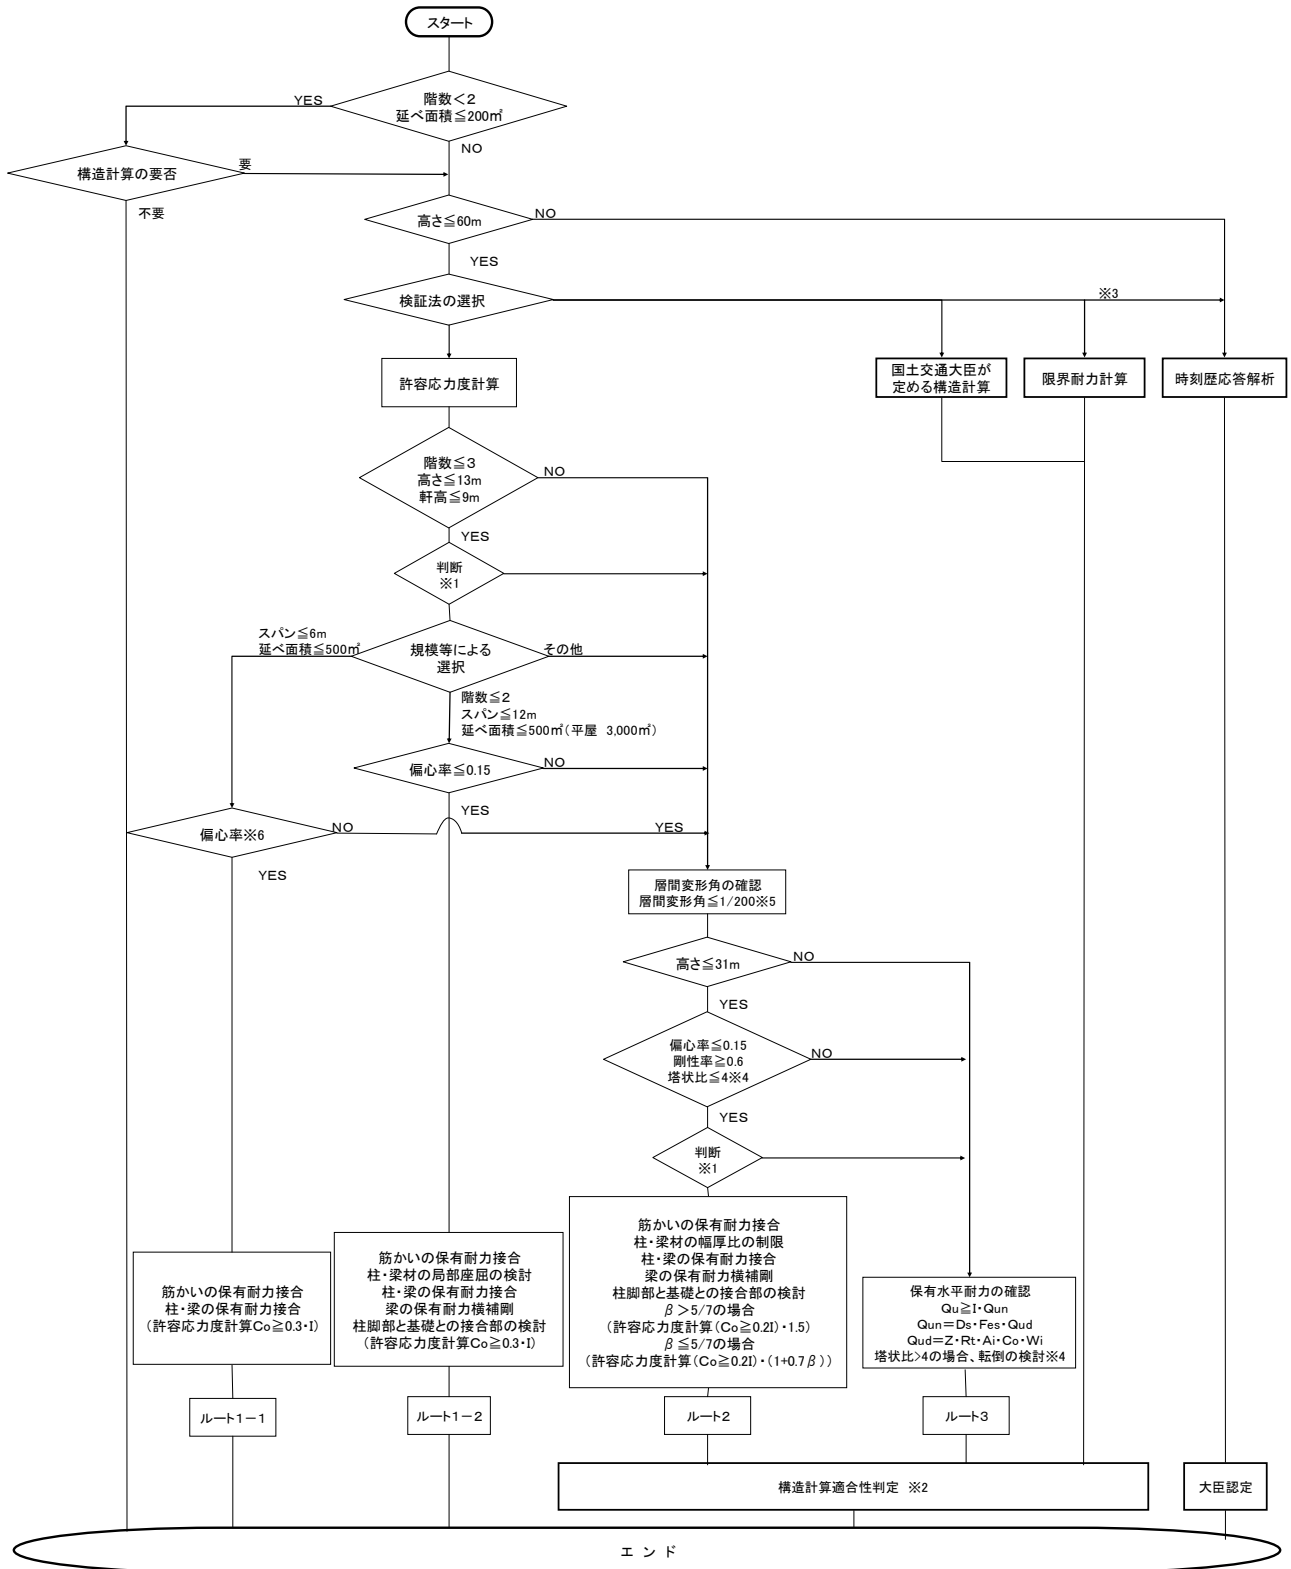 スタート
階数<2
延べ面積≦200㎡
YES
NO
構造計算の要否
要
不要
高さ≦60m
NO
YES
検証法の選択
※3
許容応力度計算
国土交通大臣が
定める構造計算
限界耐力計算
時刻歴応答解析
階数≦3
高さ≦13m
軒高≦9m
NO
YES
判断
※1
スパン≦6m
延べ面積≦500㎡
規模等による
選択
その他
階数≦2
スパン≦12m
延べ面積≦500㎡(平屋 3,000㎡)
偏心率≦0.15
NO
YES
偏心率※6
NO
YES
YES
層間変形角の確認
層間変形角≦1/200※5
高さ≦31m
NO
YES
偏心率≦0.15
剛性率≧0.6
塔状比≦4※4
NO
YES
判断
※1
筋かいの保有耐力接合
柱・梁の保有耐力接合
(許容応力度計算Co≧0.3・I)
筋かいの保有耐力接合
柱・梁材の局部座屈の検討
柱・梁の保有耐力接合
梁の保有耐力横補剛
柱脚部と基礎との接合部の検討
(許容応力度計算Co≧0.3・I)
筋かいの保有耐力接合
柱・梁材の幅厚比の制限
柱・梁の保有耐力接合
梁の保有耐力横補剛
柱脚部と基礎との接合部の検討
β>5/7の場合
(許容応力度計算(Co≧0.2I)・1.5)
β≦5/7の場合
(許容応力度計算(Co≧0.2I)・(1+0.7β))
保有水平耐力の確認
Qu≧I・Qun
Qun=Ds・Fes・Qud
Qud=Z・Rt・Ai・Co・Wi
塔状比>4の場合、転倒の検討※4
ルート1-1
ルート1-2
ルート2
ルート3
構造計算適合性判定 ※2
大臣認定
エ ン ド